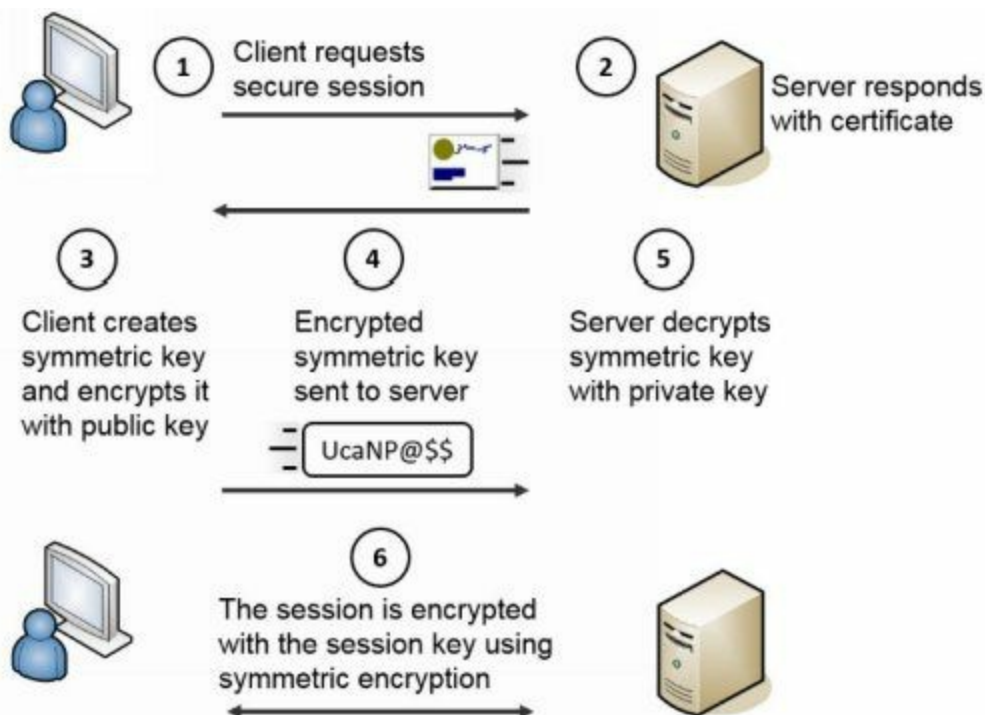 1
Client requests
secure session
2
Server responds
with certificate
3
Client creates
symmetric key
and encrypts it
with public key
4
Encrypted
symmetric key
sent to server
UcaNP@$$
5
Server decrypts
symmetric key
with private key
6
The session is encrypted
with the session key using
symmetric encryption